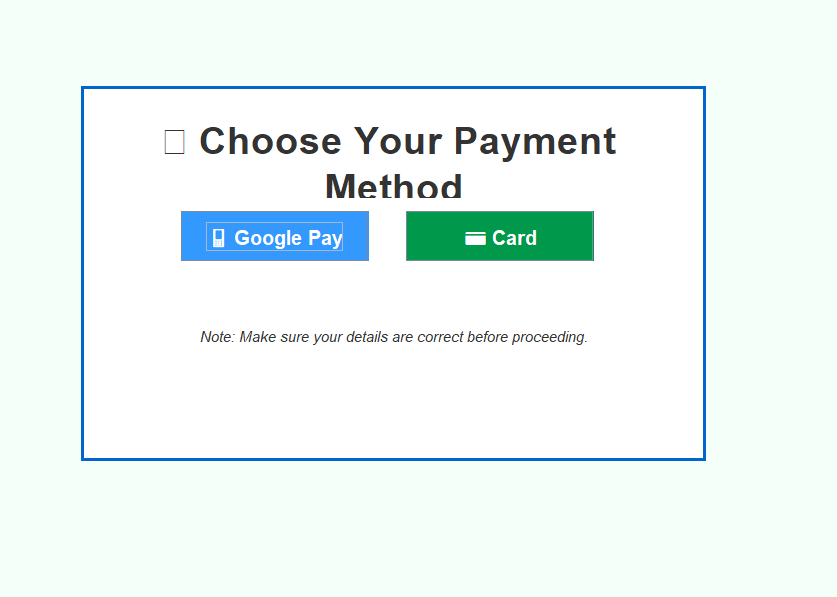 Choose Your Payment
Method
Google Pay
Card
Note: Make sure your details are correct before proceeding.